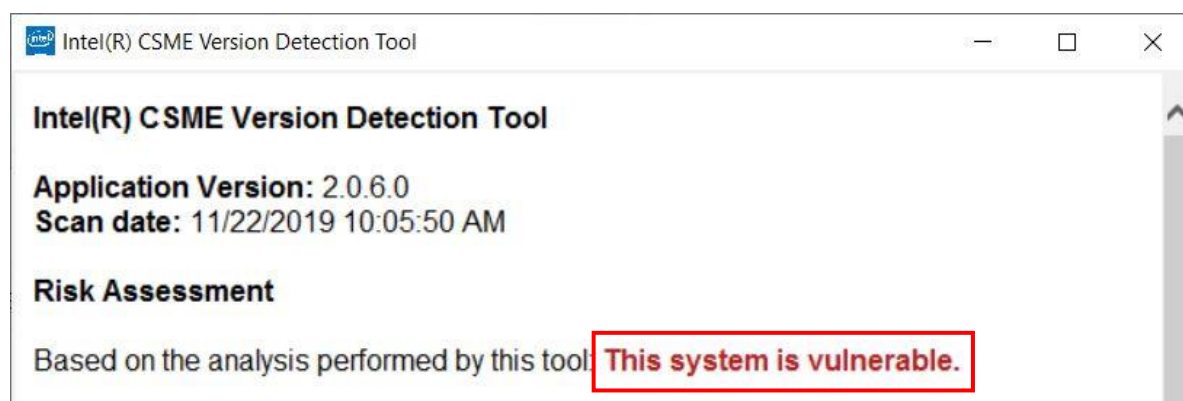 intel Intel(R) CSME Version Detection Tool
Intel(R) CSME Version Detection Tool
Application Version: 2.0.6.0
Scan date: 11/22/2019 10:05:50 AM
Risk Assessment
Based on the analysis performed by this tool: This system is vulnerable.